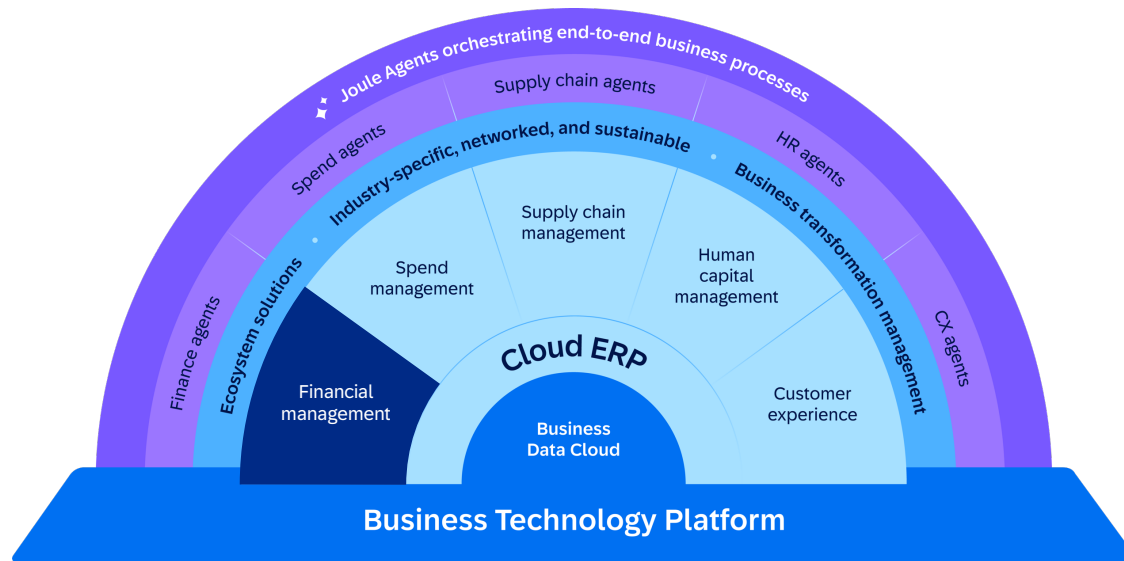 Joule Agents orchestrating end-to-end business processes
Finance agents
Spend agents
Supply chain agents
HR agents
CX agents
Ecosystem solutions • Industry-specific, networked, and sustainable • Business transformation management
Financial
management
Spend
management
Supply chain
management
Human
capital
management
Customer
experience
Cloud ERP
Business
Data Cloud
Business Technology Platform